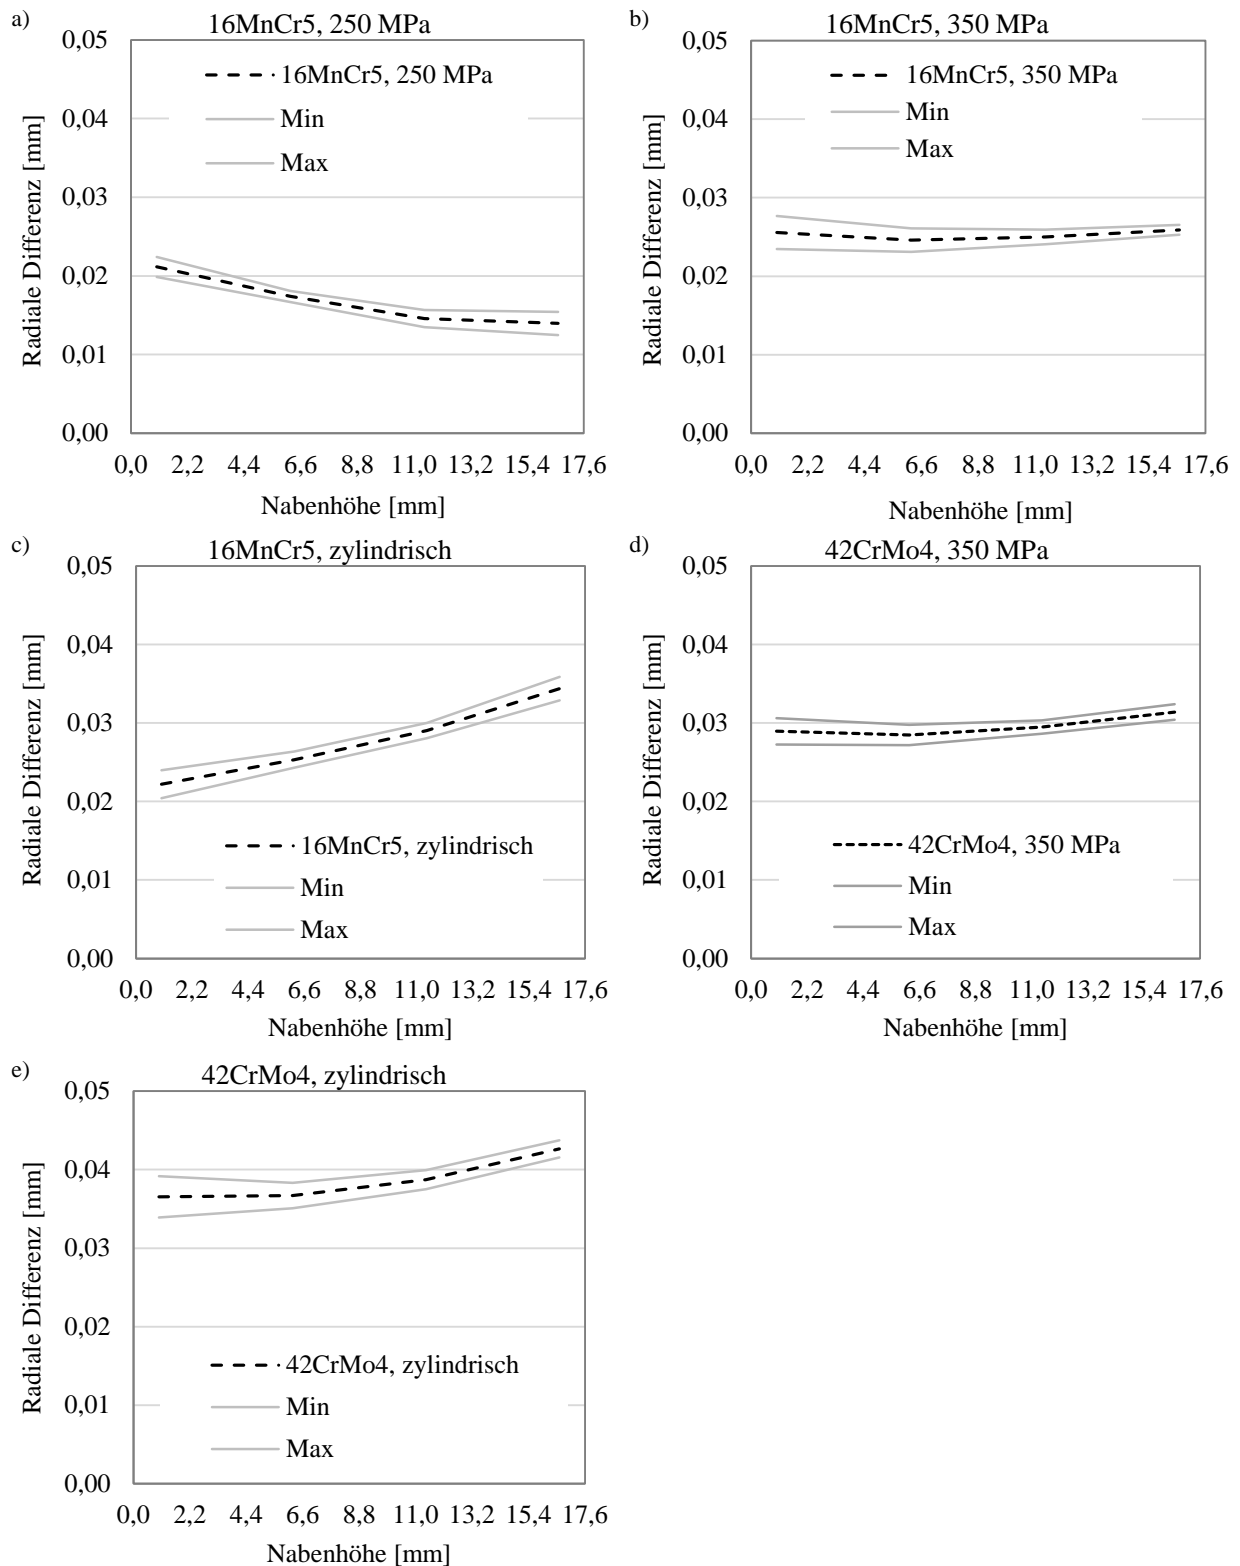 a)
16MnCr5, 250 MPa
0,05
0,04
0,03
0,02
0,01
0,00
Radiale Differenz [mm]
16MnCr5, 250 MPa
Min
Max
0,0 2,2 4,4 6,6 8,8 11,0 13,2 15,4 17,6
Nabenhöhe [mm]
b)
16MnCr5, 350 MPa
0,05
0,04
0,03
0,02
0,01
0,00
Radiale Differenz [mm]
16MnCr5, 350 MPa
Min
Max
0,0 2,2 4,4 6,6 8,8 11,0 13,2 15,4 17,6
Nabenhöhe [mm]
c)
16MnCr5, zylindrisch
0,05
0,04
0,03
0,02
0,01
0,00
Radiale Differenz [mm]
16MnCr5, zylindrisch
Min
Max
0,0 2,2 4,4 6,6 8,8 11,0 13,2 15,4 17,6
Nabenhöhe [mm]
d)
42CrMo4, 350 MPa
0,05
0,04
0,03
0,02
0,01
0,00
Radiale Differenz [mm]
42CrMo4, 350 MPa
Min
Max
0,0 2,2 4,4 6,6 8,8 11,0 13,2 15,4 17,6
Nabenhöhe [mm]
e)
42CrMo4, zylindrisch
0,05
0,04
0,03
0,02
0,01
0,00
Radiale Differenz [mm]
42CrMo4, zylindrisch
Min
Max
0,0 2,2 4,4 6,6 8,8 11,0 13,2 15,4 17,6
Nabenhöhe [mm]